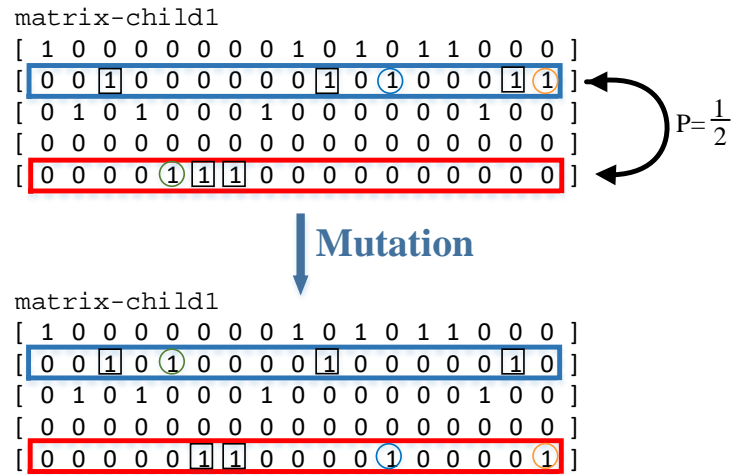 matrix-child1
[ 1 0 0 0 0 0 0 0 1 0 1 0 1 1 0 0 0 ]
[ 0 0 1 0 0 0 0 0 0 1 0 1 0 0 0 1 1 ]
[ 0 1 0 1 0 0 0 1 0 0 0 0 0 0 1 0 0 ]
[ 0 0 0 0 0 0 0 0 0 0 0 0 0 0 0 0 0 ]
[ 0 0 0 0 1 1 1 0 0 0 0 0 0 0 0 0 0 ]
P=1/2
Mutation
matrix-child1
[ 1 0 0 0 0 0 0 0 1 0 1 0 1 1 0 0 0 ]
[ 0 0 1 0 1 0 0 0 0 1 0 0 0 0 0 1 0 ]
[ 0 1 0 1 0 0 0 1 0 0 0 0 0 0 1 0 0 ]
[ 0 0 0 0 0 0 0 0 0 0 0 0 0 0 0 0 0 ]
[ 0 0 0 0 0 1 1 0 0 0 0 1 0 0 0 0 1 ]